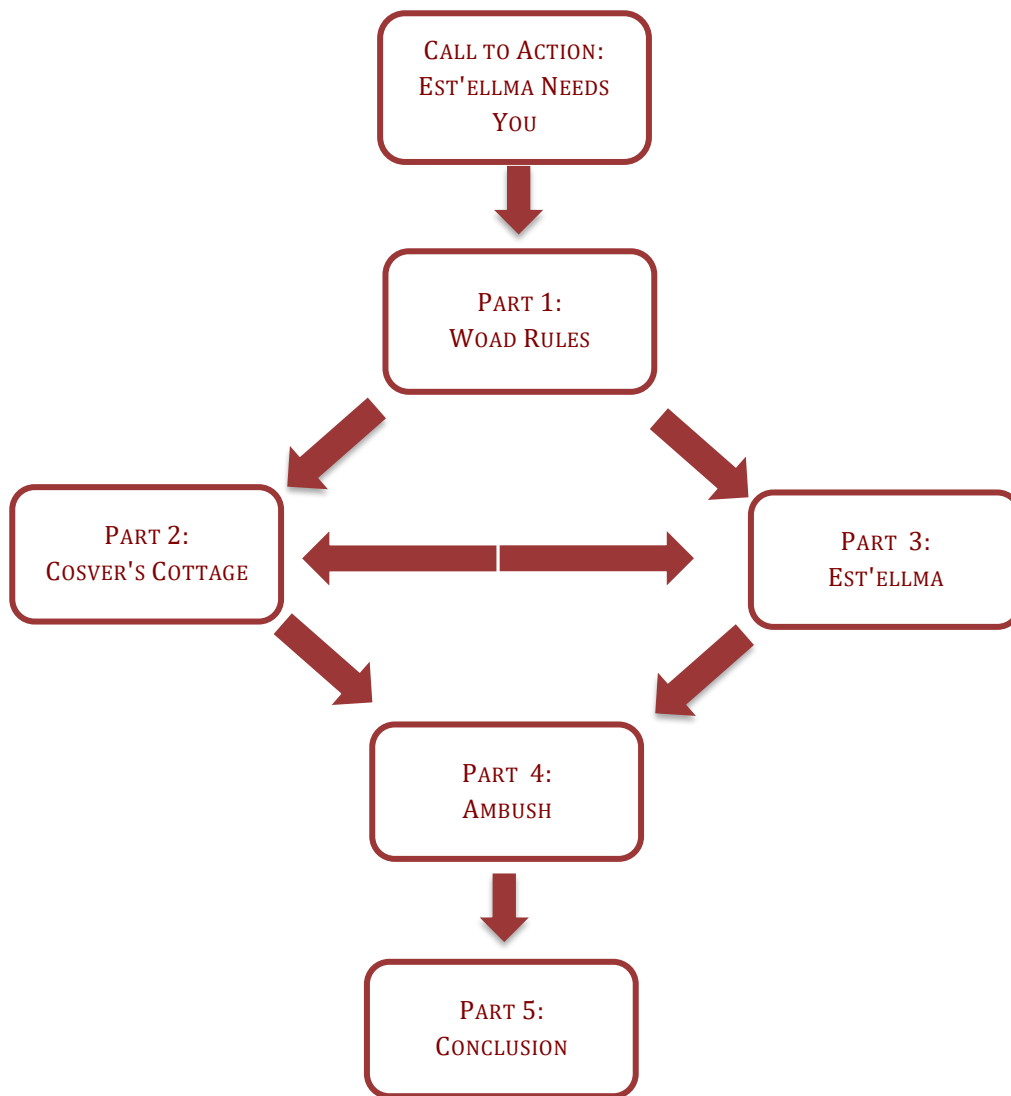 CALL TO ACTION:
EST'ELLMA NEEDS
YOU
PART 1:
WOAD RULES
PART 2:
COSVER'S COTTAGE
PART 3:
EST'ELLMA
PART 4:
AMBUSH
PART 5:
CONCLUSION